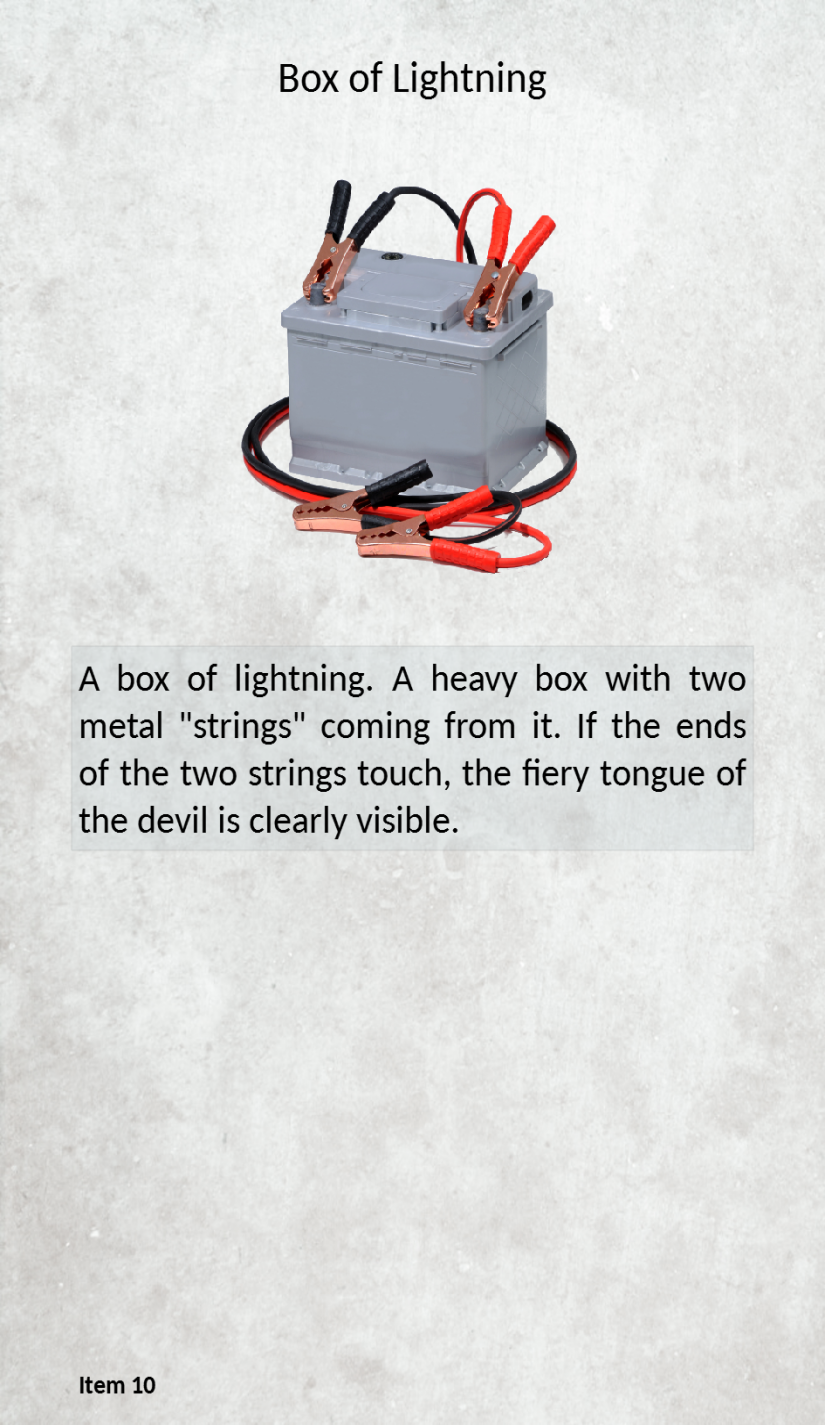 Box of Lightning
A box of lightning. A heavy box with two
metal "strings" coming from it. If the ends
of the two strings touch, the fiery tongue of
the devil is clearly visible.
Item 10